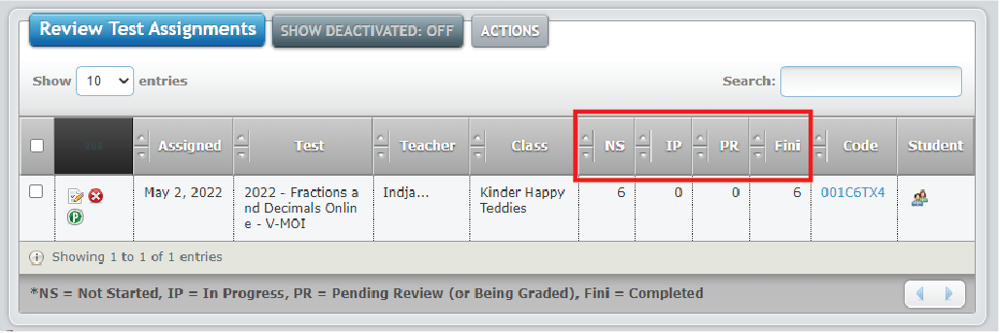 Review Test Assignments SHOW DEACTIVATED: OFF ACTIONS
Show 10 entries Search:
Assigned Test Teacher Class NS IP PR Fini Code Student
May 2, 2022 2022 - Fractions a Indja... Kinder Happy 6 0 0 6 001C6TX4
nd Decimals Onlin Teddies
P e - V-MOI
Showing 1 to 1 of 1 entries
*NS = Not Started, IP = In Progress, PR = Pending Review (or Being Graded), Fini = Completed